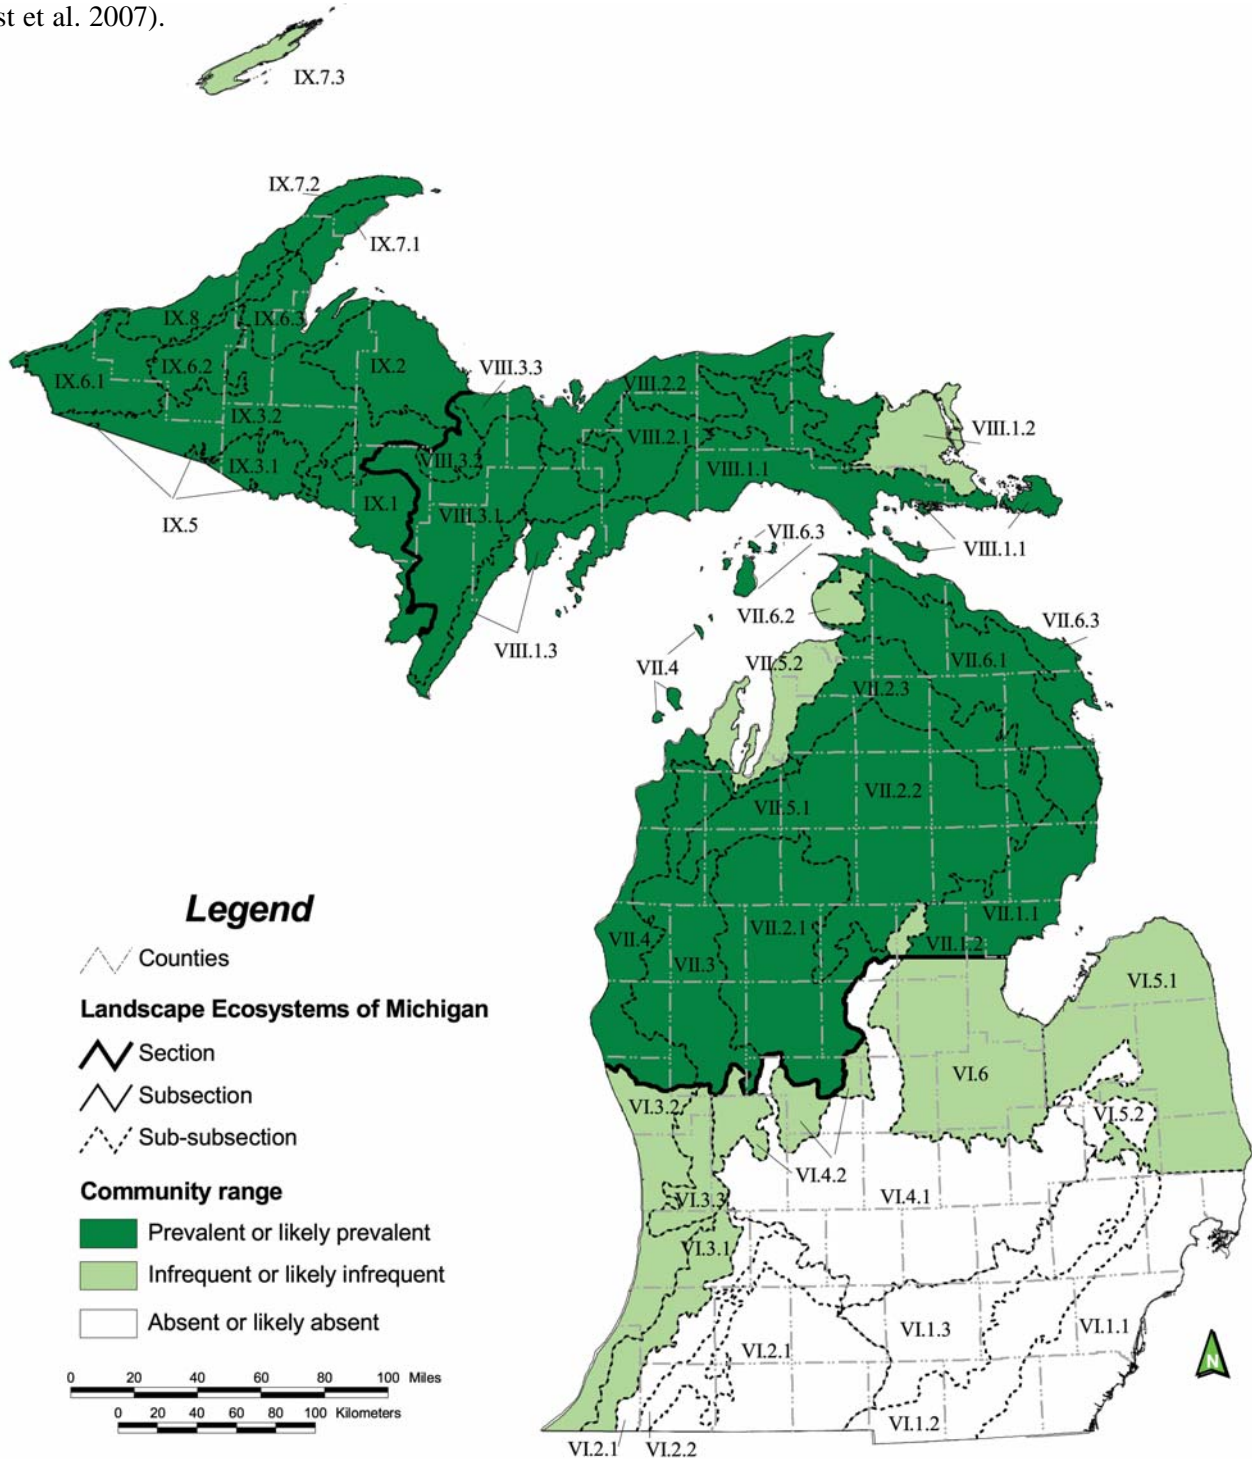 st et al. 2007).
IX.7.3
IX.7.2
IX.7.1
IX.8
IX.6.3
IX.6.2
IX.2
IX.6.1
VIII.3.3
VIII.2.2
IX.3.2
VIII.2.1
VIII.1.2
IX.3.1
VIII.3.2
VIII.1.1
IX.1
VIII.3.1
IX.5
VII.6.3
VIII.1.1
VII.6.2
VII.6.3
VIII.1.3
VII.4
VII.5.2
VII.6.1
VII.2.3
VII.5.1
VII.2.2
Legend
VII.4
VII.2.1
VII.1.1
VII.1.2
Counties
VII.3
VI.5.1
Landscape Ecosystems of Michigan
Section
VI.6
Subsection
VI.3.2
VI.5.2
Sub-subsection
VI.4.2
Community range
VI.3.3
VI.4.1
Prevalent or likely prevalent
VI.3.1
Infrequent or likely infrequent
Absent or likely absent
VI.1.3
VI.1.1
VI.2.1
N
0 20 40 60 80 100 Miles
0 20 40 60 80 100 Kilometers
VI.1.2
VI.2.1
VI.2.2